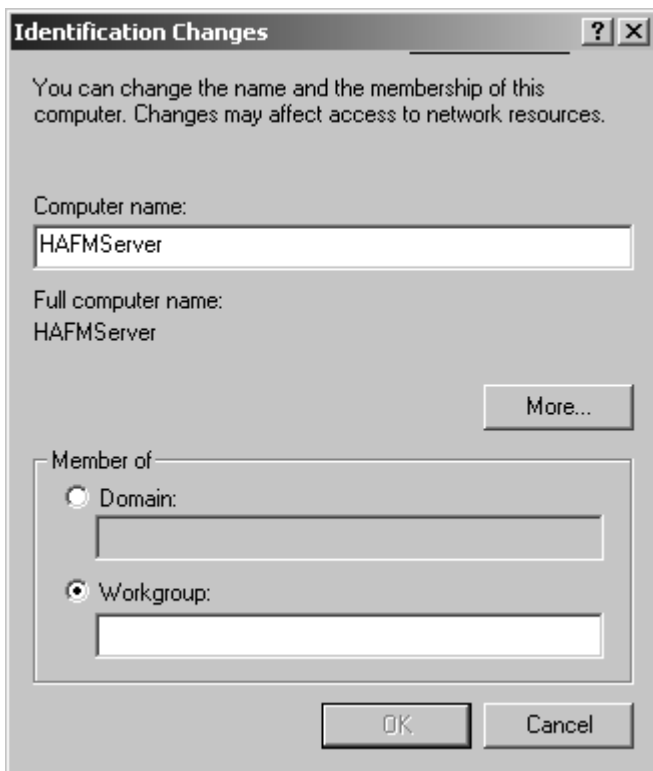 Identification Changes
You can change the name and the membership of this
computer. Changes may affect access to network resources.
Computer name:
HAFMServer
Full computer name:
HAFMServer
More...
Member of
Domain:
Workgroup:
OK
Cancel